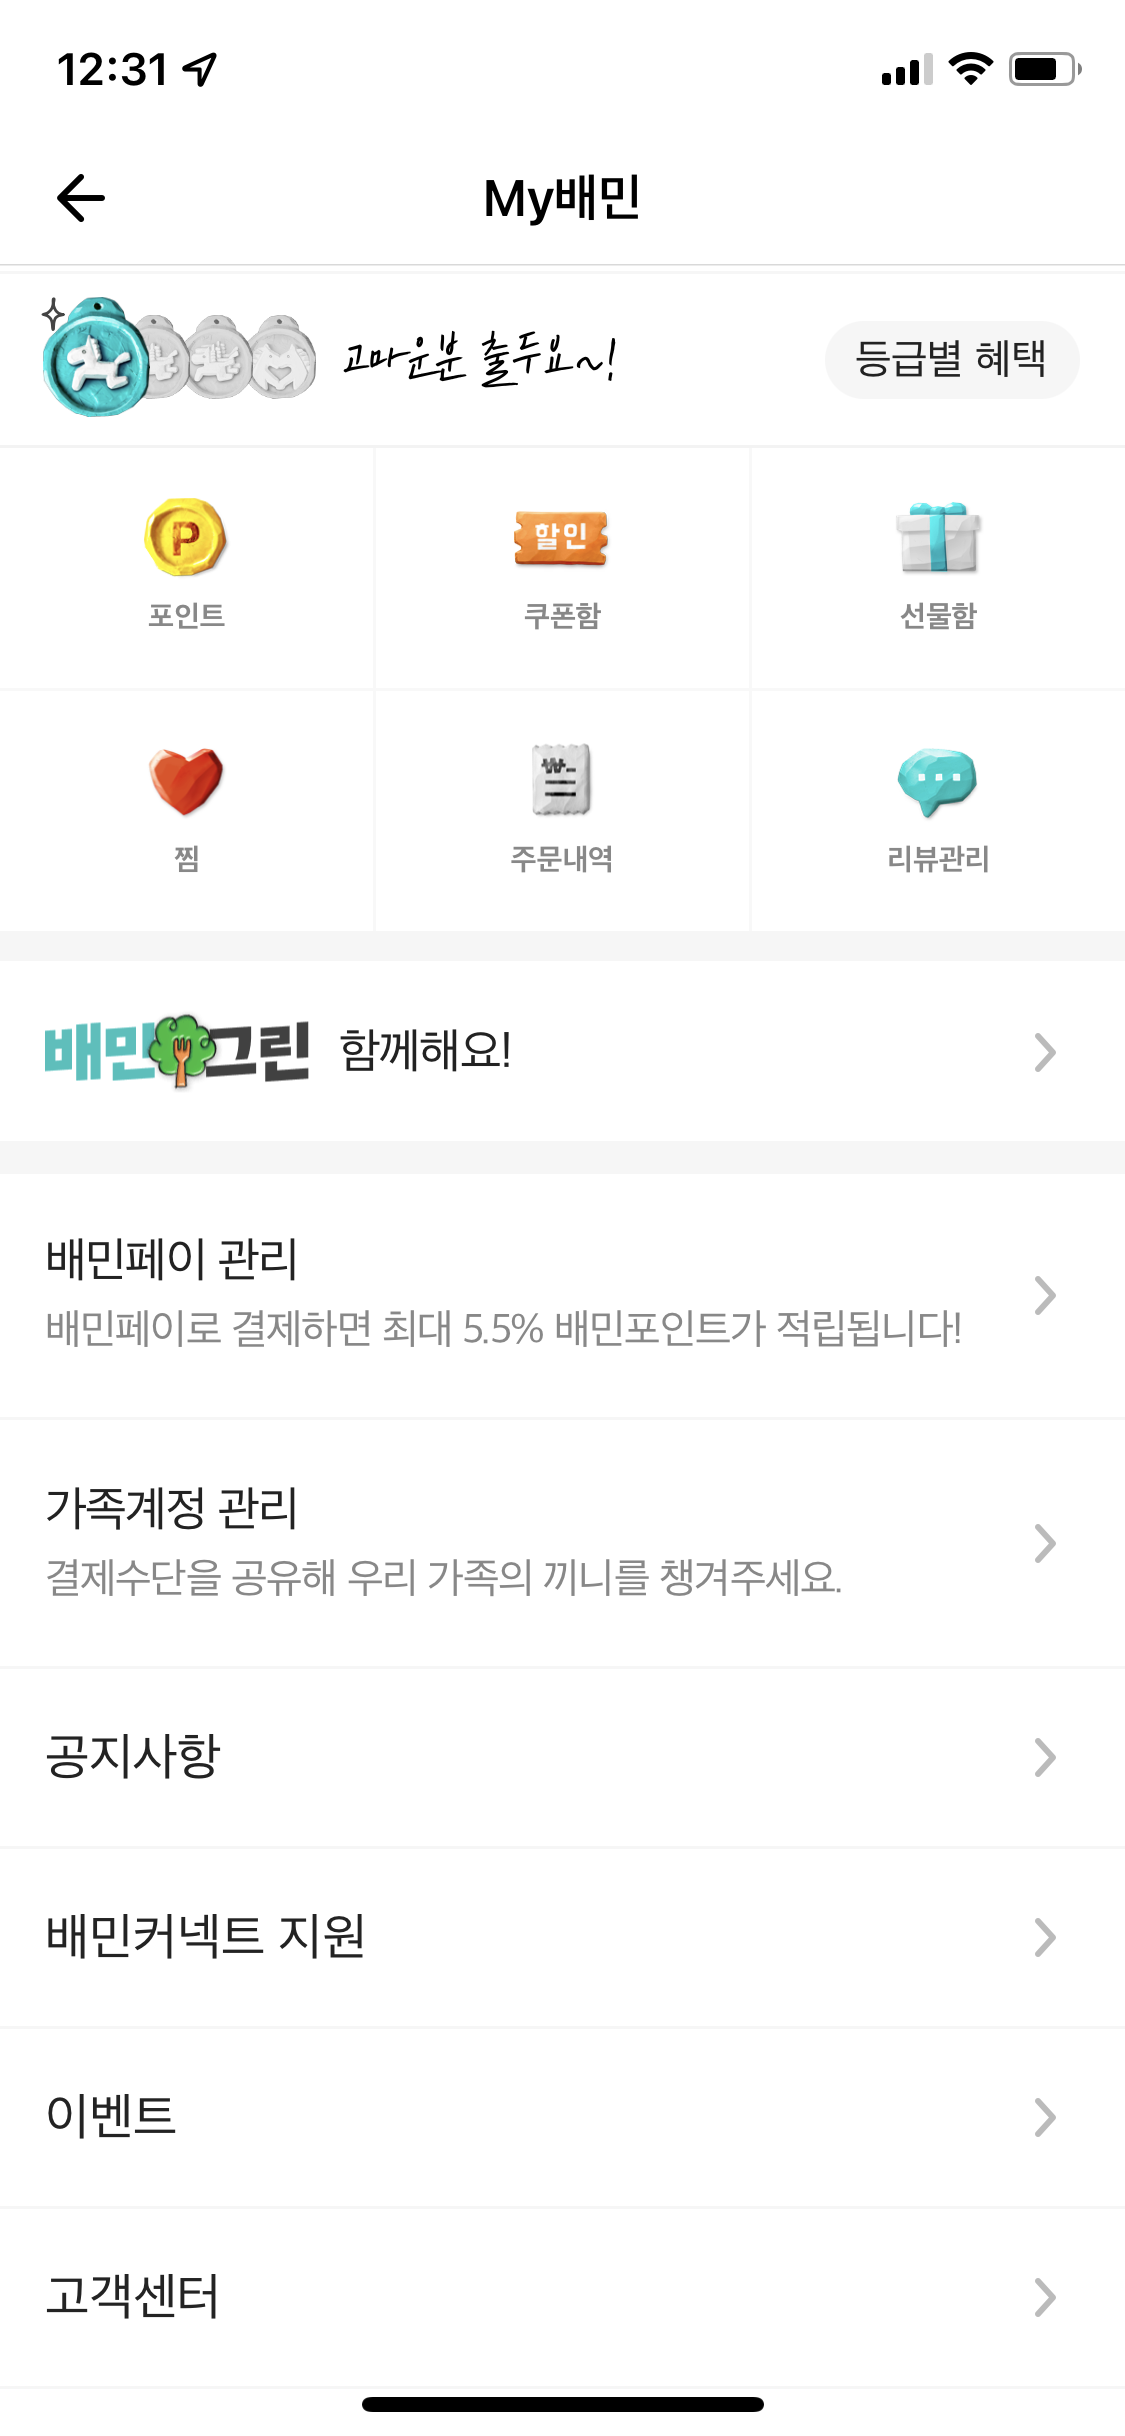 12:31
My배민
고마운분 출두요~!
등급별 혜택
P
할인
포인트
쿠폰함
선물함
₩
찜
주문내역
리뷰관리
배민그린 함께해요!
배민페이 관리
배민페이로 결제하면 최대 5.5% 배민포인트가 적립됩니다!
가족계정 관리
결제수단을 공유해 우리 가족의 끼니를 챙겨주세요.
공지사항
배민커넥트 지원
이벤트
고객센터